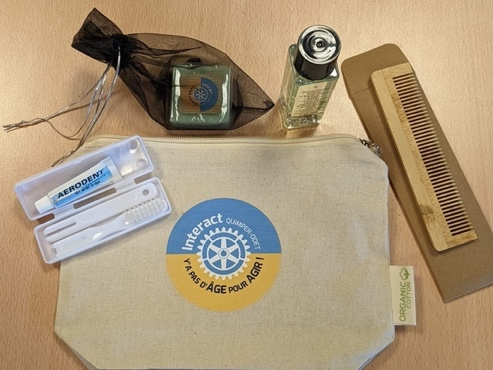 AERODENT
Interact QUIMPER-ODET
Y'A PAS D'ÂGE POUR AGIR !
ORGANIC
COTTON